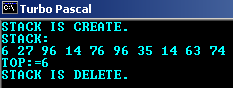 Turbo Pascal
STACK IS CREATE.
STACK:
6 27 96 14 76 96 35 14 63 74
TOP:=6
STACK IS DELETE.